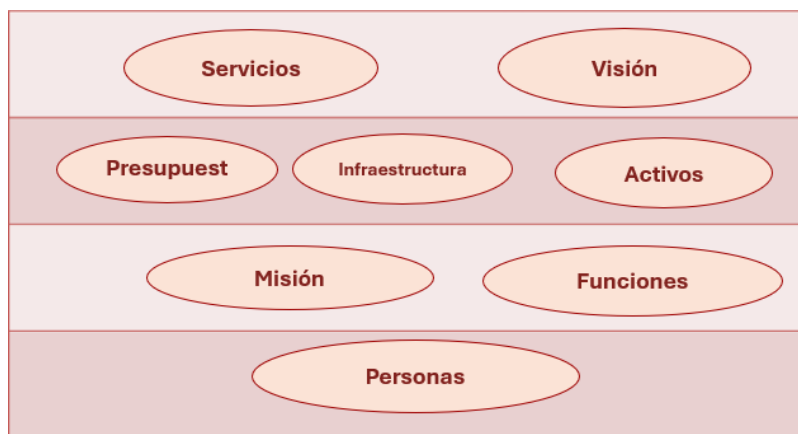 Servicios
Visión
Presupuest
Infraestructura
Activos
Misión
Funciones
Personas